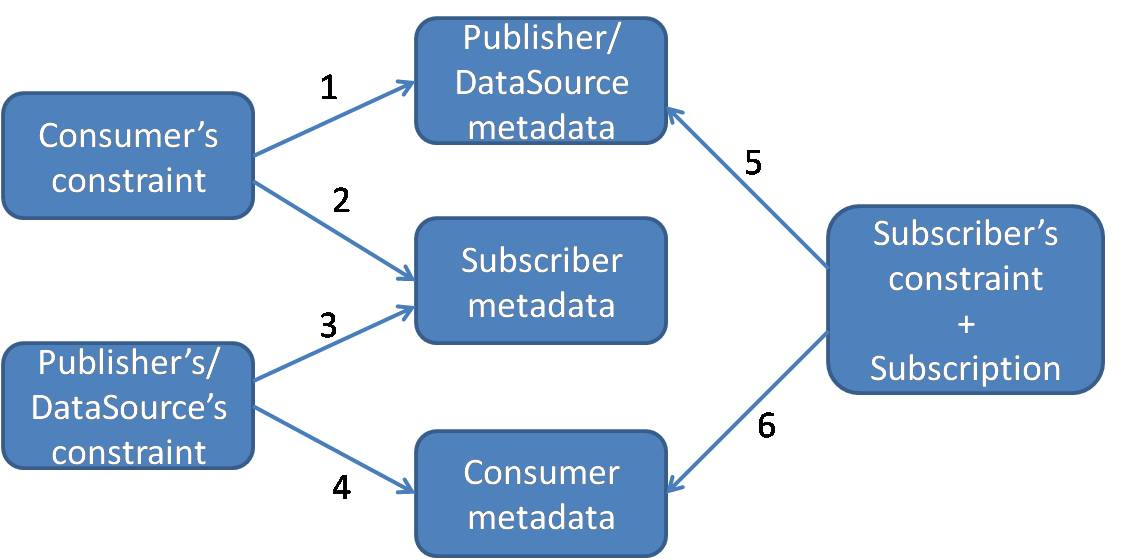 Publisher/
DataSource
metadata
1
Consumer’s
constraint
2
5
Subscriber
metadata
Subscriber’s
constraint
+
Subscription
3
Publisher’s/
DataSource’s
constraint
6
4
Consumer
metadata